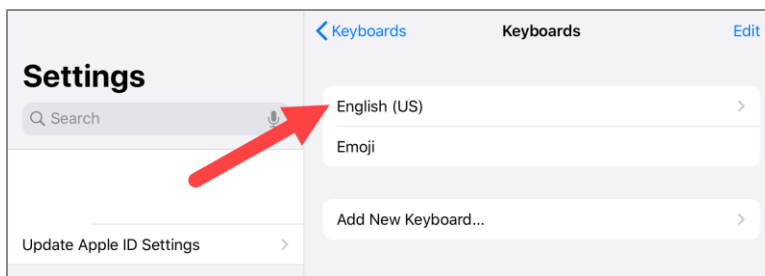 Keyboards
Keyboards
Edit
Settings
Search
English (US)
Emoji
Add New Keyboard...
Update Apple ID Settings